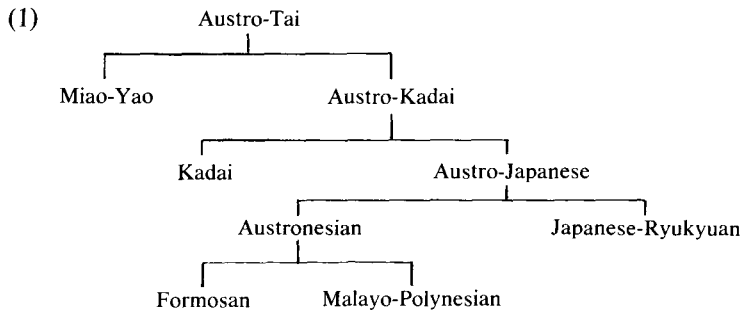 (1) Austro-Tai
Miao-Yao Austro-Kadai
Kadai Austro-Japanese
Austronesian Japanese-Ryukyuan
Formosan Malayo-Polynesian